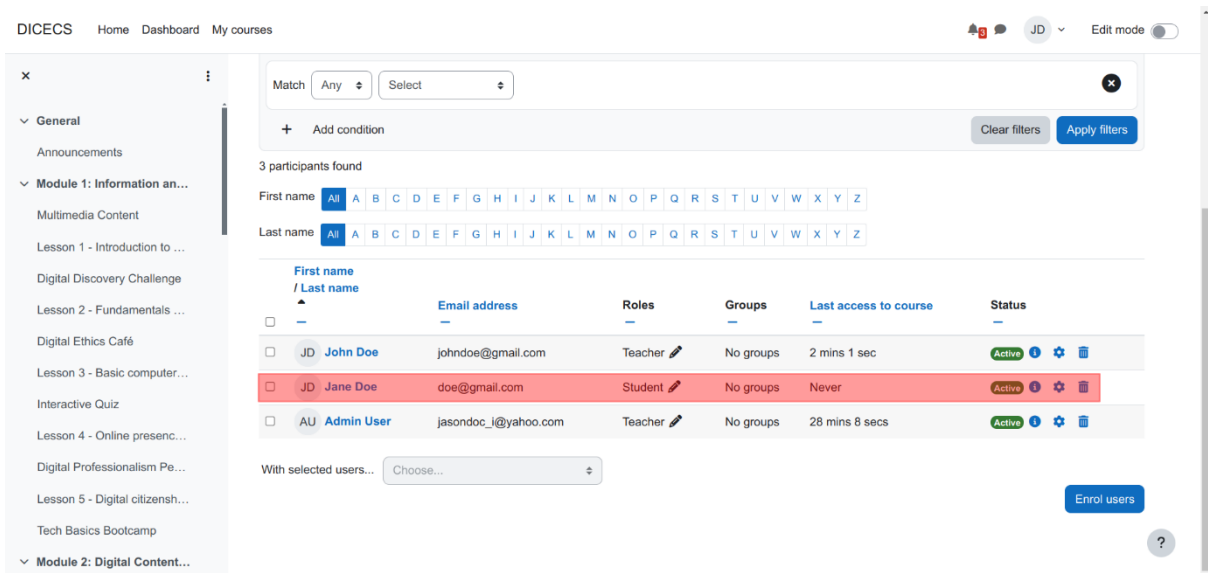 DICECS Home Dashboard My courses 3 JD Edit mode
General
Announcements
Module 1: Information an...
Multimedia Content
Lesson 1 - Introduction to ...
Digital Discovery Challenge
Lesson 2 - Fundamentals ...
Digital Ethics Café
Lesson 3 - Basic computer...
Interactive Quiz
Lesson 4 - Online presenc...
Digital Professionalism Pe...
Lesson 5 - Digital citizensh...
Tech Basics Bootcamp
Module 2: Digital Content...
Match Any Select
+ Add condition Clear filters Apply filters
3 participants found
First name All A B C D E F G H I J K L M N O P Q R S T U V W X Y Z
Last name All A B C D E F G H I J K L M N O P Q R S T U V W X Y Z
First name
/ Last name
Email address Roles Groups Last access to course Status
JD John Doe johndoe@gmail.com Teacher No groups 2 mins 1 sec Active
JD Jane Doe doe@gmail.com Student No groups Never Active
AU Admin User jasondoc_i@yahoo.com Teacher No groups 28 mins 8 secs Active
With selected users... Choose...
Enrol users
?